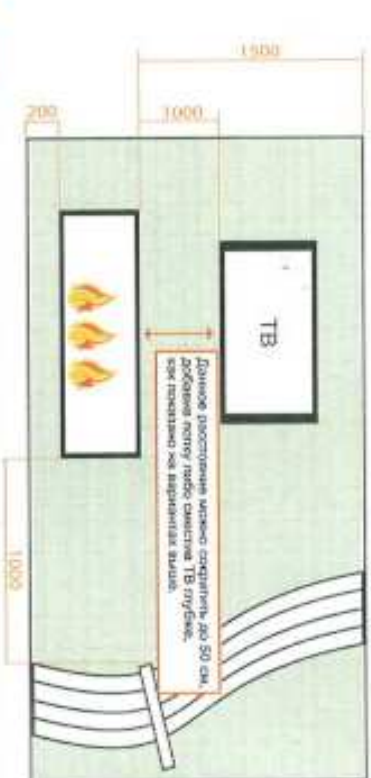 1500
200
1000
ТВ
Данное расстояние можно сократить до 50 см,
добавив полку либо сместив ТВ глубже,
как показано на вариантах выше.
1000